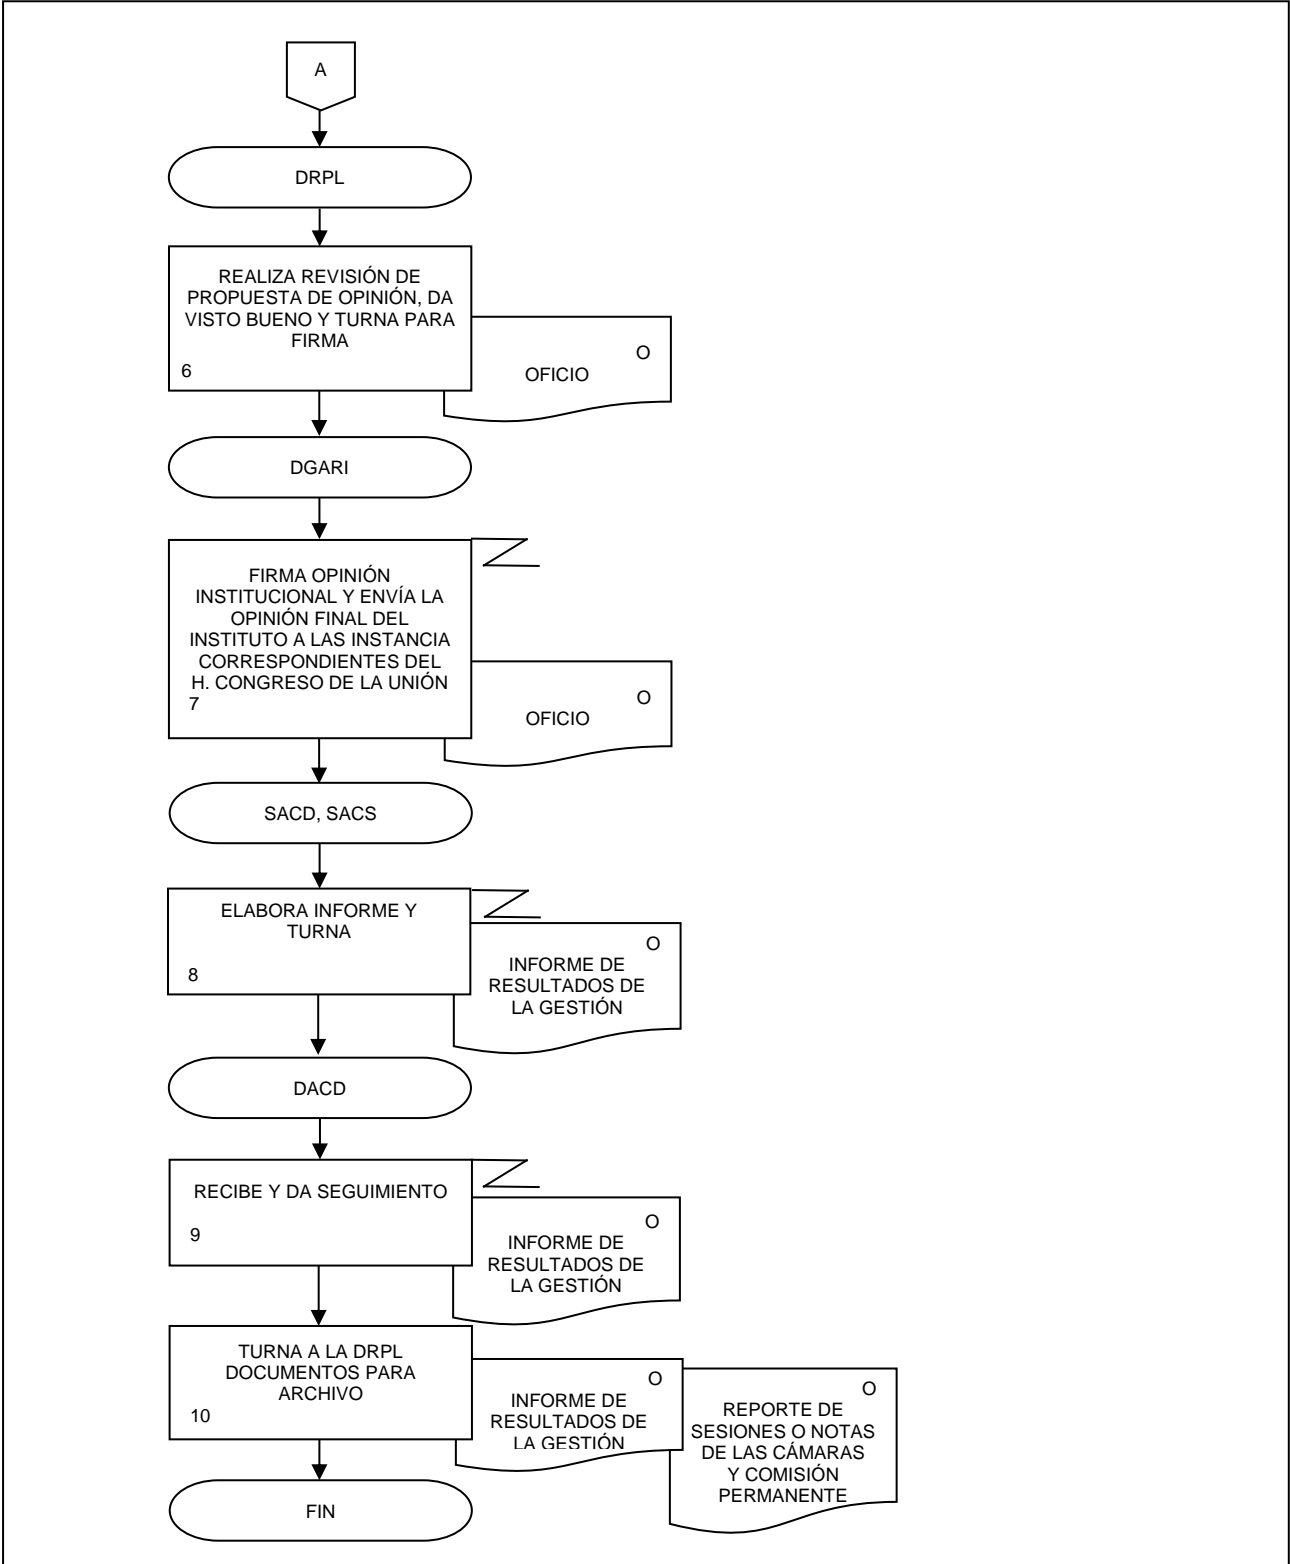 A
DRPL
REALIZA REVISIÓN DE
PROPUESTA DE OPINIÓN, DA
VISTO BUENO Y TURNA PARA
FIRMA
6
O
OFICIO
DGARI
FIRMA OPINIÓN
INSTITUCIONAL Y ENVÍA LA
OPINIÓN FINAL DEL
INSTITUTO A LAS INSTANCIA
CORRESPONDIENTES DEL
H. CONGRESO DE LA UNIÓN
7
O
OFICIO
SACD, SACS
ELABORA INFORME Y
TURNA
8
O
INFORME DE
RESULTADOS DE
LA GESTIÓN
DACD
RECIBE Y DA SEGUIMIENTO
9
O
INFORME DE
RESULTADOS DE
LA GESTIÓN
TURNA A LA DRPL
DOCUMENTOS PARA
ARCHIVO
10
O
INFORME DE
RESULTADOS DE
LA GESTIÓN
O
REPORTE DE
SESIONES O NOTAS
DE LAS CÁMARAS
Y COMISIÓN
PERMANENTE
FIN